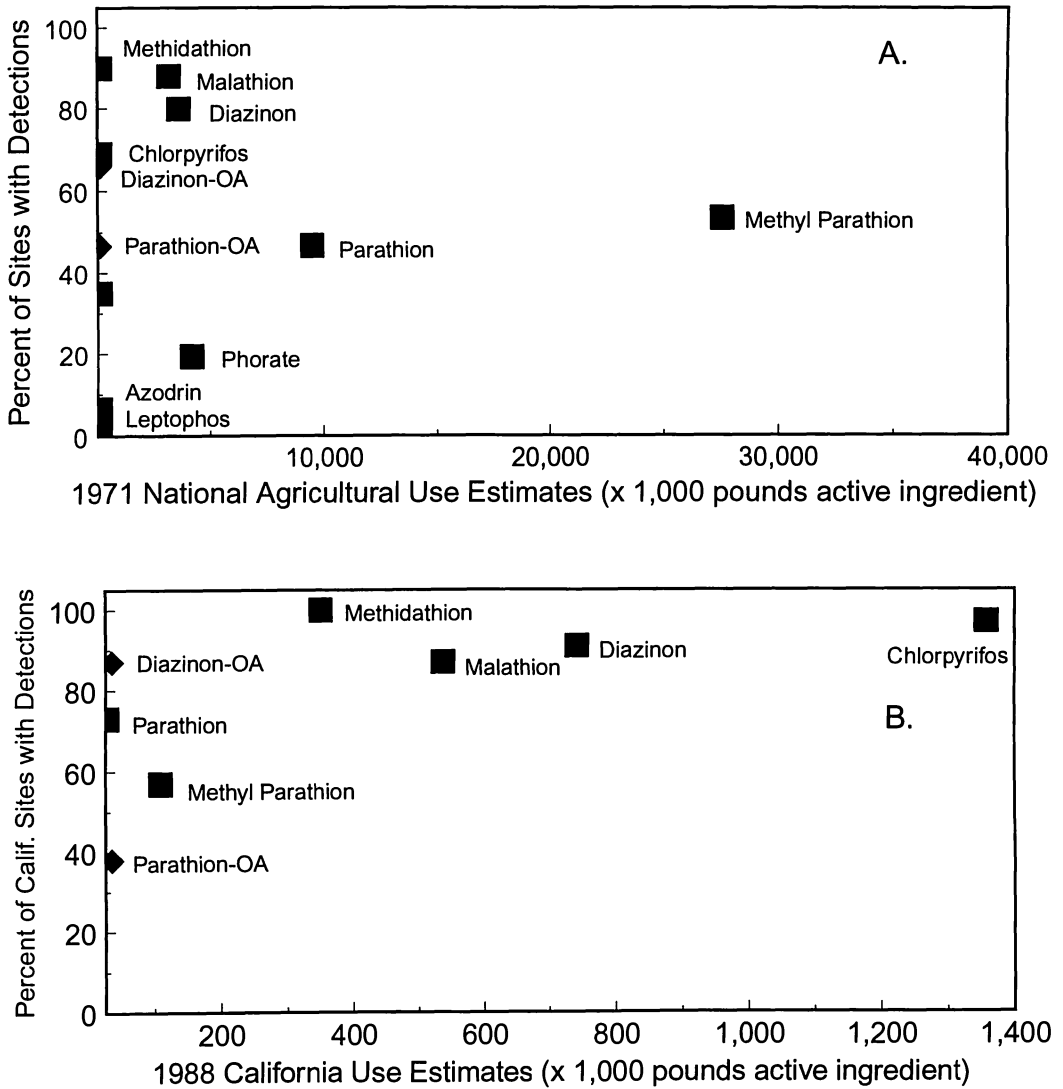 Percent of Sites with Detections
100
80
60
40
20
0
A.
Methidathion
Malathion
Diazinon
Chlorpyrifos
Diazinon-OA
Parathion-OA
Parathion
Methyl Parathion
Phorate
Azodrin
Leptophos
10,000
20,000
30,000
40,000
1971 National Agricultural Use Estimates (x 1,000 pounds active ingredient)
Percent of Calif. Sites with Detections
100
80
60
40
20
0
Methidathion
Diazinon-OA
Malathion
Diazinon
Chlorpyrifos
B.
Parathion
Methyl Parathion
Parathion-OA
200
400
600
800
1,000
1,200
1,400
1988 California Use Estimates (x 1,000 pounds active ingredient)